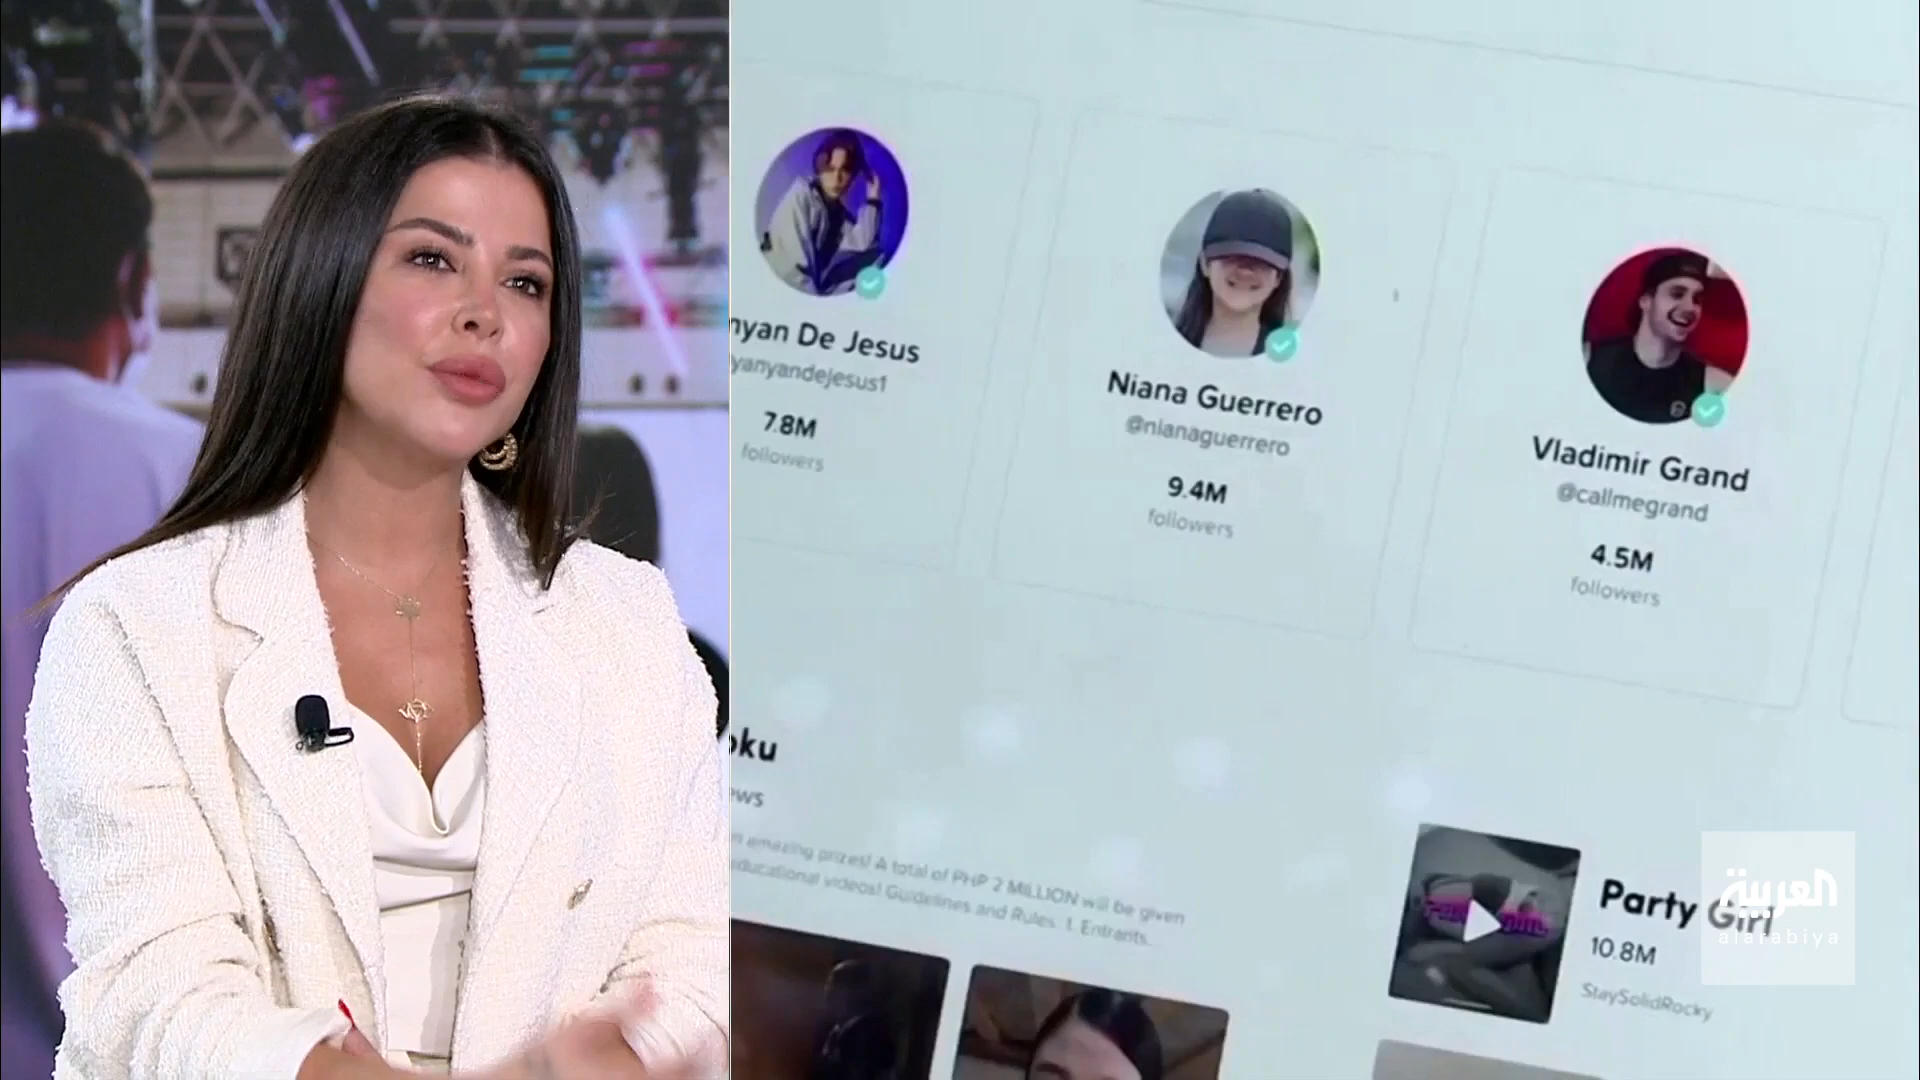 nyan De Jesus
yanyandejesus1
7.8M
followers
Niana Guerrero
@nianaguerrero
9.4M
followers
Vladimir Grand
@callmegrand
4.5M
followers
oku
ews
n amazing prizes! A total of PHP 2 MILLION will be given
educational videos! Guidelines and Rules: 1. Entrants...
Party Girl
10.8M
StaySolidRocky
العربية
alarabiya